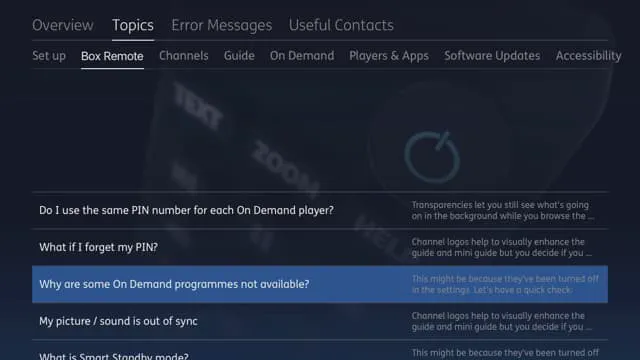 Overview Topics Error Messages Useful Contacts
Set up Box Remote Channels Guide On Demand Players & Apps Software Updates Accessibility
TEXT
ZOOM
HELP
Do I use the same PIN number for each On Demand player?
Transparencies let you still see what's going
on in the background while you browse the ...
What if I forget my PIN?
Channel logos help to visually enhance the
guide and mini guide but you decide if you ...
Why are some On Demand programmes not available?
This might be because they've been turned off
in the settings. Let's have a quick check:
My picture / sound is out of sync
Channel logos help to visually enhance the
guide and mini guide but you decide if you ...
What is Smart Standby mode?
This might be because they've been turned off